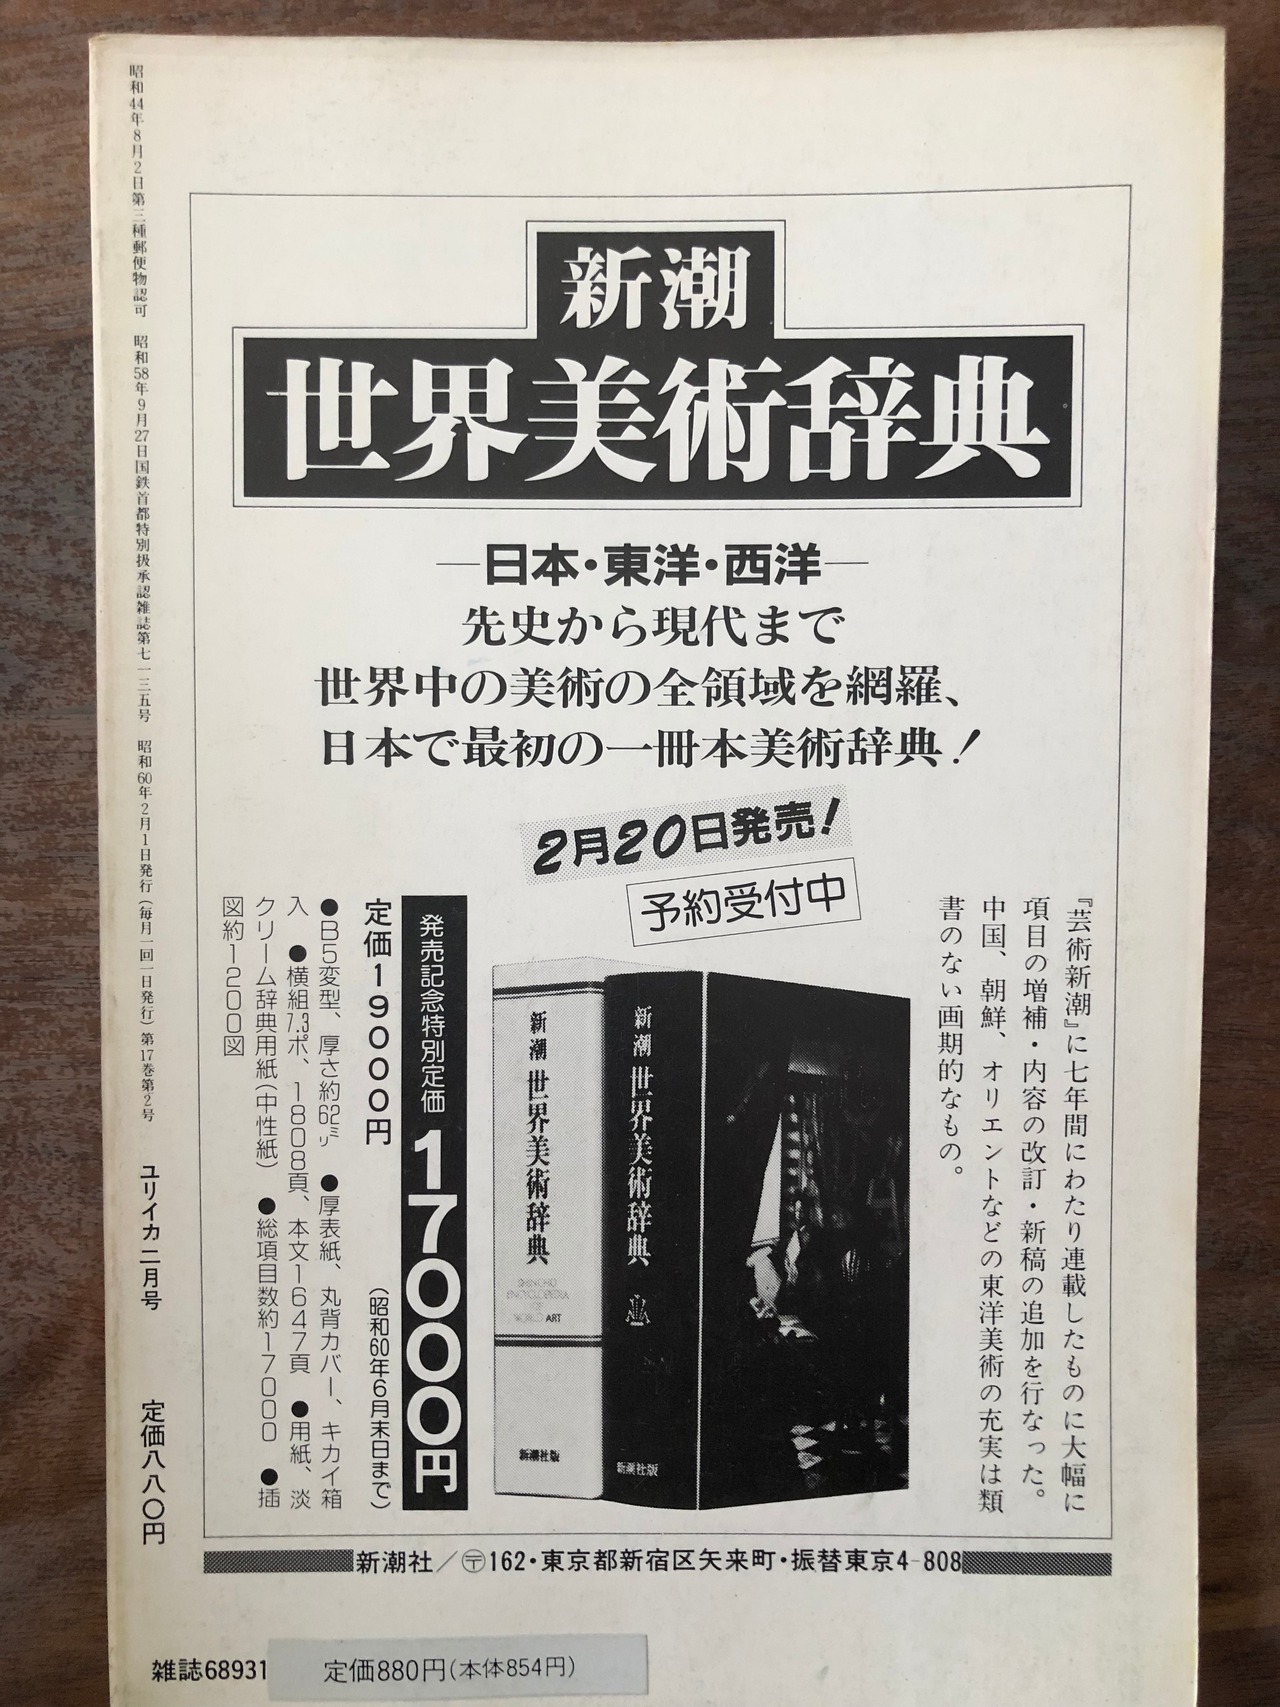 昭和44年8月2日第三種郵便物認可　昭和58年9月27日国鉄首都特別扱承認雑誌第七一三五号　昭和60年2月1日発行（毎月一回一日発行）第17巻第2号　ユリイカ 二月号　定価八八〇円
新潮
世界美術辞典
—日本・東洋・西洋—
先史から現代まで
世界中の美術の全領域を網羅、
日本で最初の一冊本美術辞典！
2月20日発売！
予約受付中
『芸術新潮』に七年間にわたり連載したものに大幅に
項目の増補・内容の改訂・新稿の追加を行なった。
中国、朝鮮、オリエントなどの東洋美術の充実は類
書のない画期的なもの。
新潮 世界美術辞典
新潮社版
新潮 世界美術辞典
ART
新潮社版
発売記念特別定価 17000円
定価19000円　（昭和60年6月末日まで）
●B5変型、厚さ約62ミリ ●厚表紙、丸背カバー、キカイ箱
入 ●横組7.3ポ、1808頁、本文1647頁 ●用紙、淡
クリーム辞典用紙（中性紙） ●総項目数約17000 ●挿
図約1200図
新潮社／〒162・東京都新宿区矢来町・振替東京4-808
雑誌68931
定価880円（本体854円）